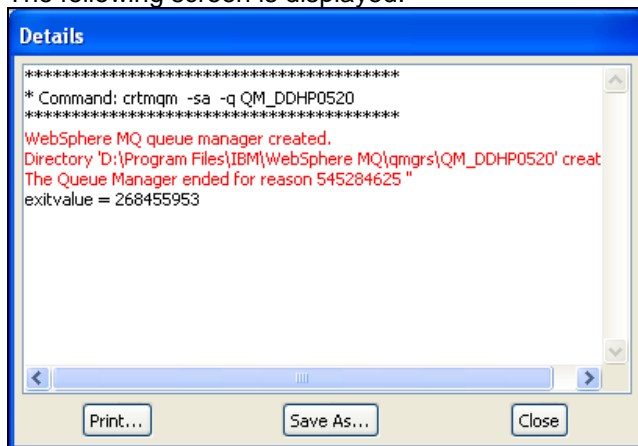 The following screen is displayed:
Details
******************************************
* Command: crtmqm -sa -q QM_DDHP0520
******************************************
WebSphere MQ queue manager created.
Directory 'D:\Program Files\IBM\WebSphere MQ\qmgrs\QM_DDHP0520' creat
The Queue Manager ended for reason 545284625 "
exitvalue = 268455953
Print...
Save As...
Close